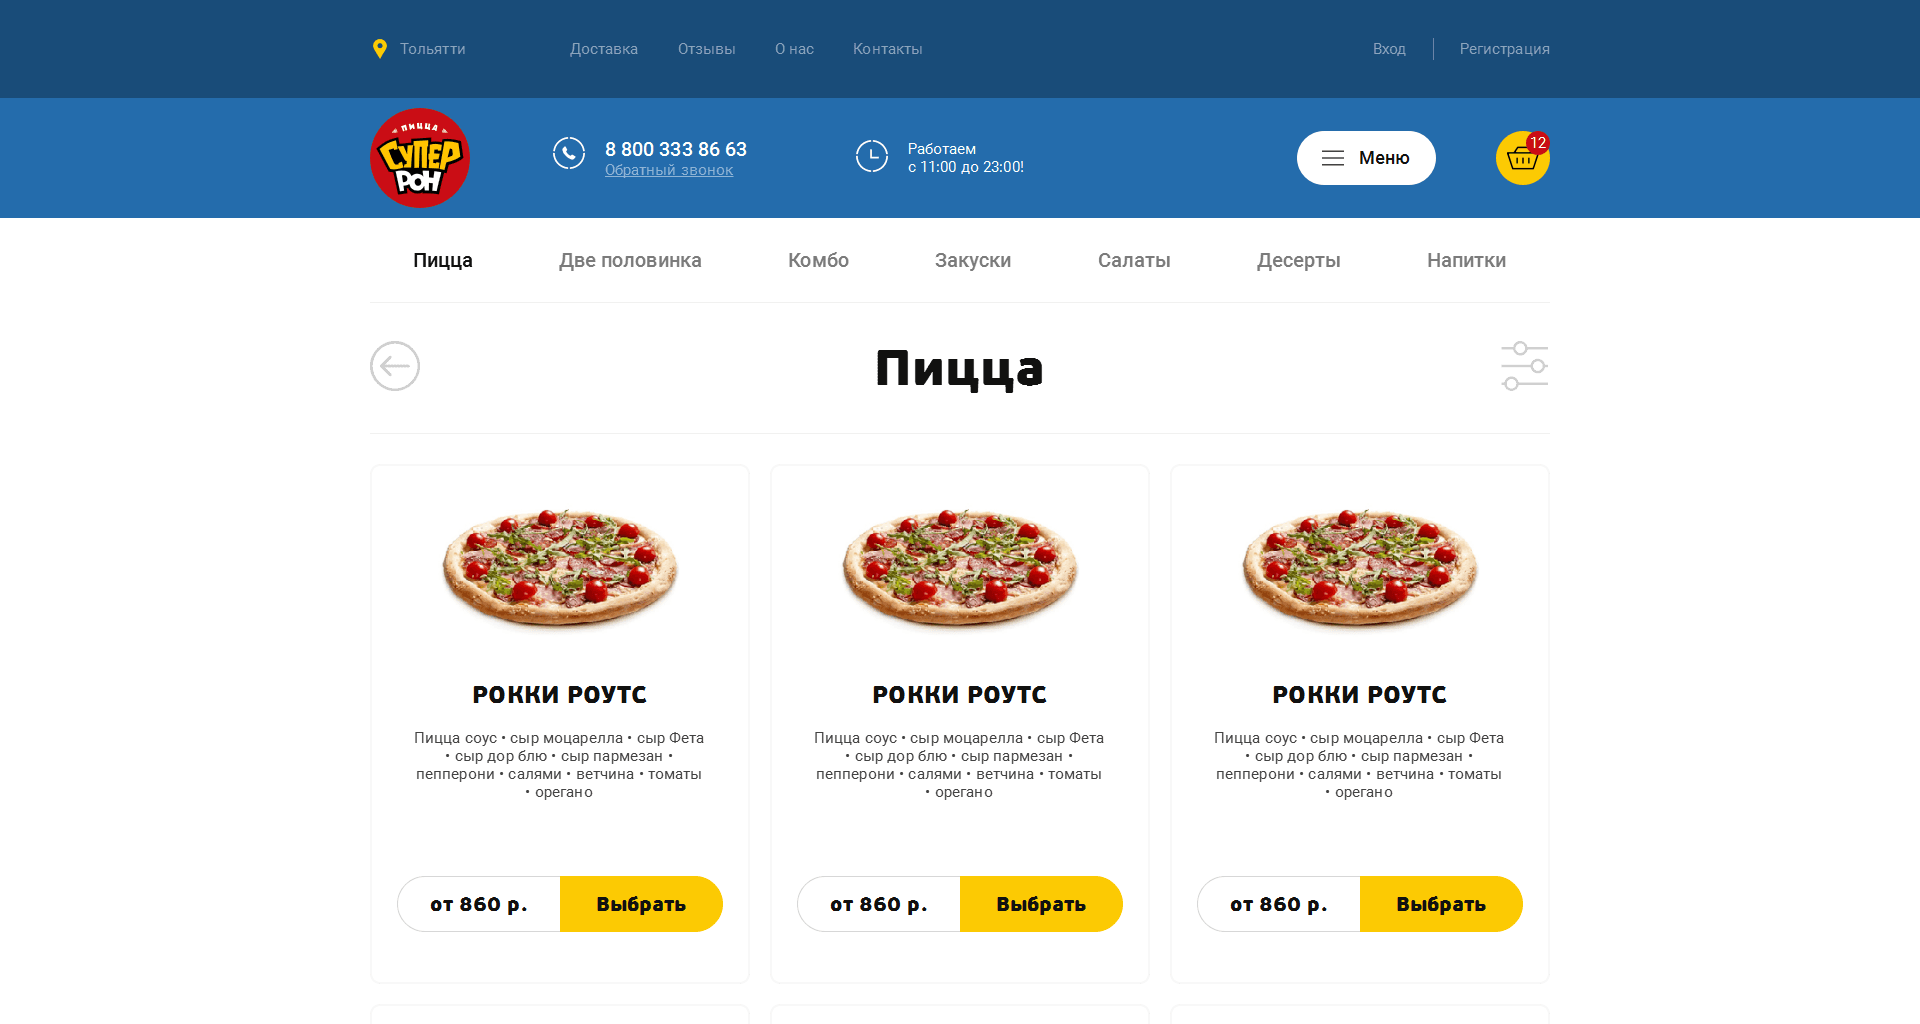 Тольятти
Доставка
Отзывы
О нас
Контакты
Вход
Регистрация
ПИЦЦА
СУПЕР
РОН
8 800 333 86 63
Обратный звонок
Работаем
с 11:00 до 23:00!
Меню
12
Пицца
Две половинка
Комбо
Закуски
Салаты
Десерты
Напитки
Пицца
РОККИ РОУТС
Пицца соус • сыр моцарелла • сыр Фета
• сыр дор блю • сыр пармезан •
пепперони • салями • ветчина • томаты
• орегано
от 860 р.
Выбрать
РОККИ РОУТС
Пицца соус • сыр моцарелла • сыр Фета
• сыр дор блю • сыр пармезан •
пепперони • салями • ветчина • томаты
• орегано
от 860 р.
Выбрать
РОККИ РОУТС
Пицца соус • сыр моцарелла • сыр Фета
• сыр дор блю • сыр пармезан •
пепперони • салями • ветчина • томаты
• орегано
от 860 р.
Выбрать